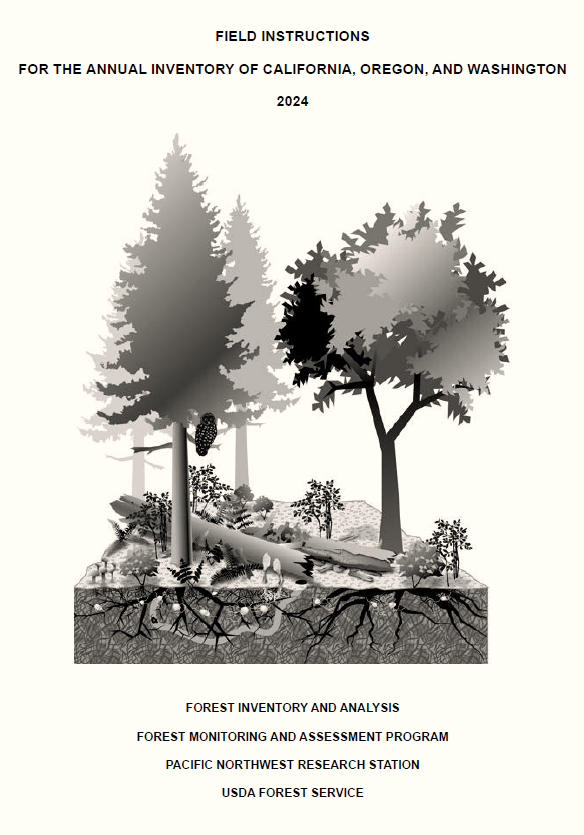 FIELD INSTRUCTIONS
FOR THE ANNUAL INVENTORY OF CALIFORNIA, OREGON, AND WASHINGTON
2024
FOREST INVENTORY AND ANALYSIS
FOREST MONITORING AND ASSESSMENT PROGRAM
PACIFIC NORTHWEST RESEARCH STATION
USDA FOREST SERVICE